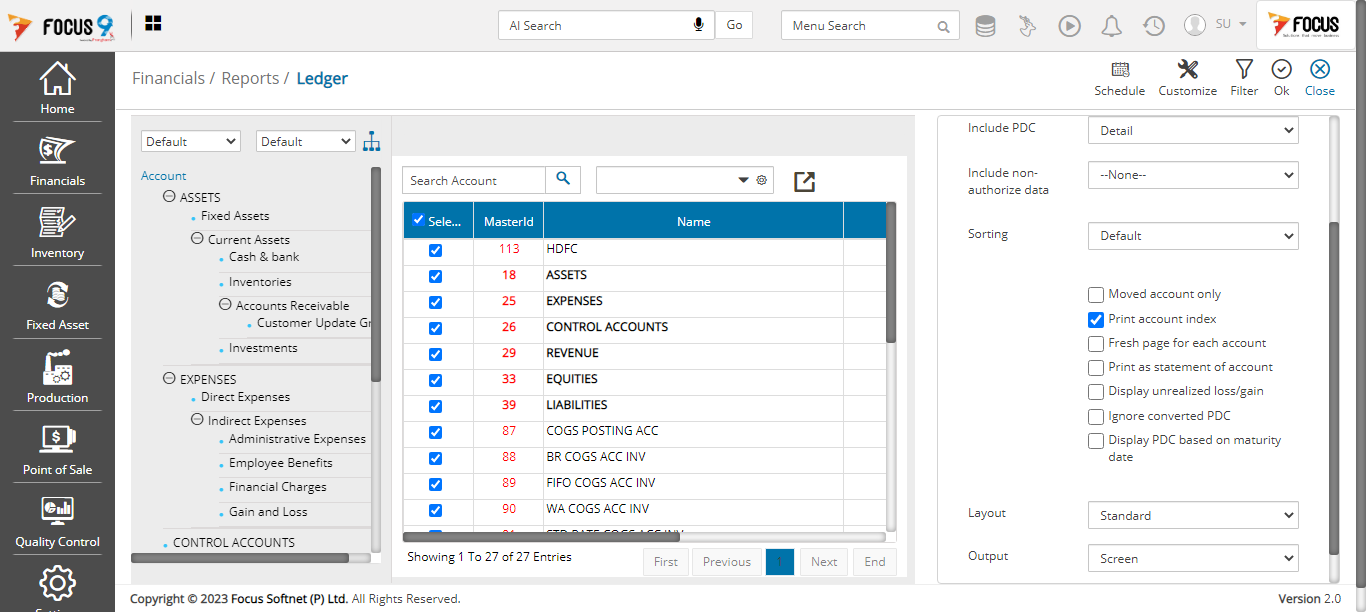 FOCUS 9
AI Search
Go
Menu Search
SU
FOCUS
Home
Financials
Inventory
Fixed Asset
Production
Point of Sale
Quality Control
Financials / Reports / Ledger
Schedule
Customize
Filter
Ok
Close
Default
Default
Account
ASSETS
Fixed Assets
Current Assets
Cash & bank
Inventories
Accounts Receivable
Customer Update Gr
Investments
EXPENSES
Direct Expenses
Indirect Expenses
Administrative Expenses
Employee Benefits
Financial Charges
Gain and Loss
CONTROL ACCOUNTS
Search Account
Sele... MasterId Name
113 HDFC
18 ASSETS
25 EXPENSES
26 CONTROL ACCOUNTS
29 REVENUE
33 EQUITIES
39 LIABILITIES
87 COGS POSTING ACC
88 BR COGS ACC INV
89 FIFO COGS ACC INV
90 WA COGS ACC INV
Showing 1 To 27 of 27 Entries
First
Previous
1
Next
End
Include PDC
Detail
Include non-
authorize data
--None--
Sorting
Default
Moved account only
Print account index
Fresh page for each account
Print as statement of account
Display unrealized loss/gain
Ignore converted PDC
Display PDC based on maturity
date
Layout
Standard
Output
Screen
Copyright © 2023 Focus Softnet (P) Ltd. All Rights Reserved.
Version 2.0